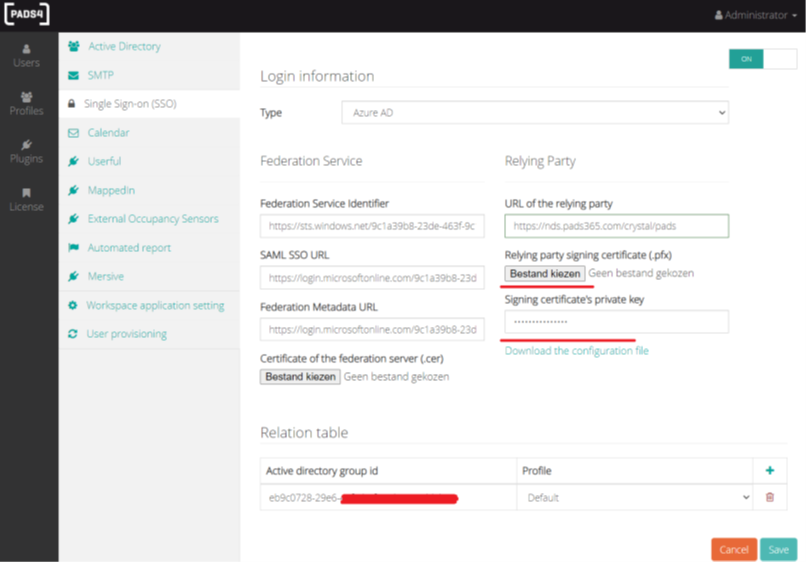 PADS4
Administrator
Users
Profiles
Plugins
License
Active Directory
SMTP
Single Sign-on (SSO)
Calendar
Userful
Mappedin
External Occupancy Sensors
Automated report
Mersive
Workspace application setting
User provisioning
ON
Login information
Type
Azure AD
Federation Service
Federation Service Identifier
https://sts.windows.net/9c1a39b8-23de-463f-9c
SAML SSO URL
https://login.microsoftonline.com/9c1a39b8-23d
Federation Metadata URL
https://login.microsoftonline.com/9c1a39b8-23d
Certificate of the federation server (.cer)
Bestand kiezen Geen bestand gekozen
Relying Party
URL of the relying party
https://nds.pads365.com/crystal/pads
Relying party signing certificate (.pfx)
Bestand kiezen Geen bestand gekozen
Signing certificate's private key
Download the configuration file
Relation table
Active directory group id
Profile
eb9c0728-29e6-
Default
Cancel
Save